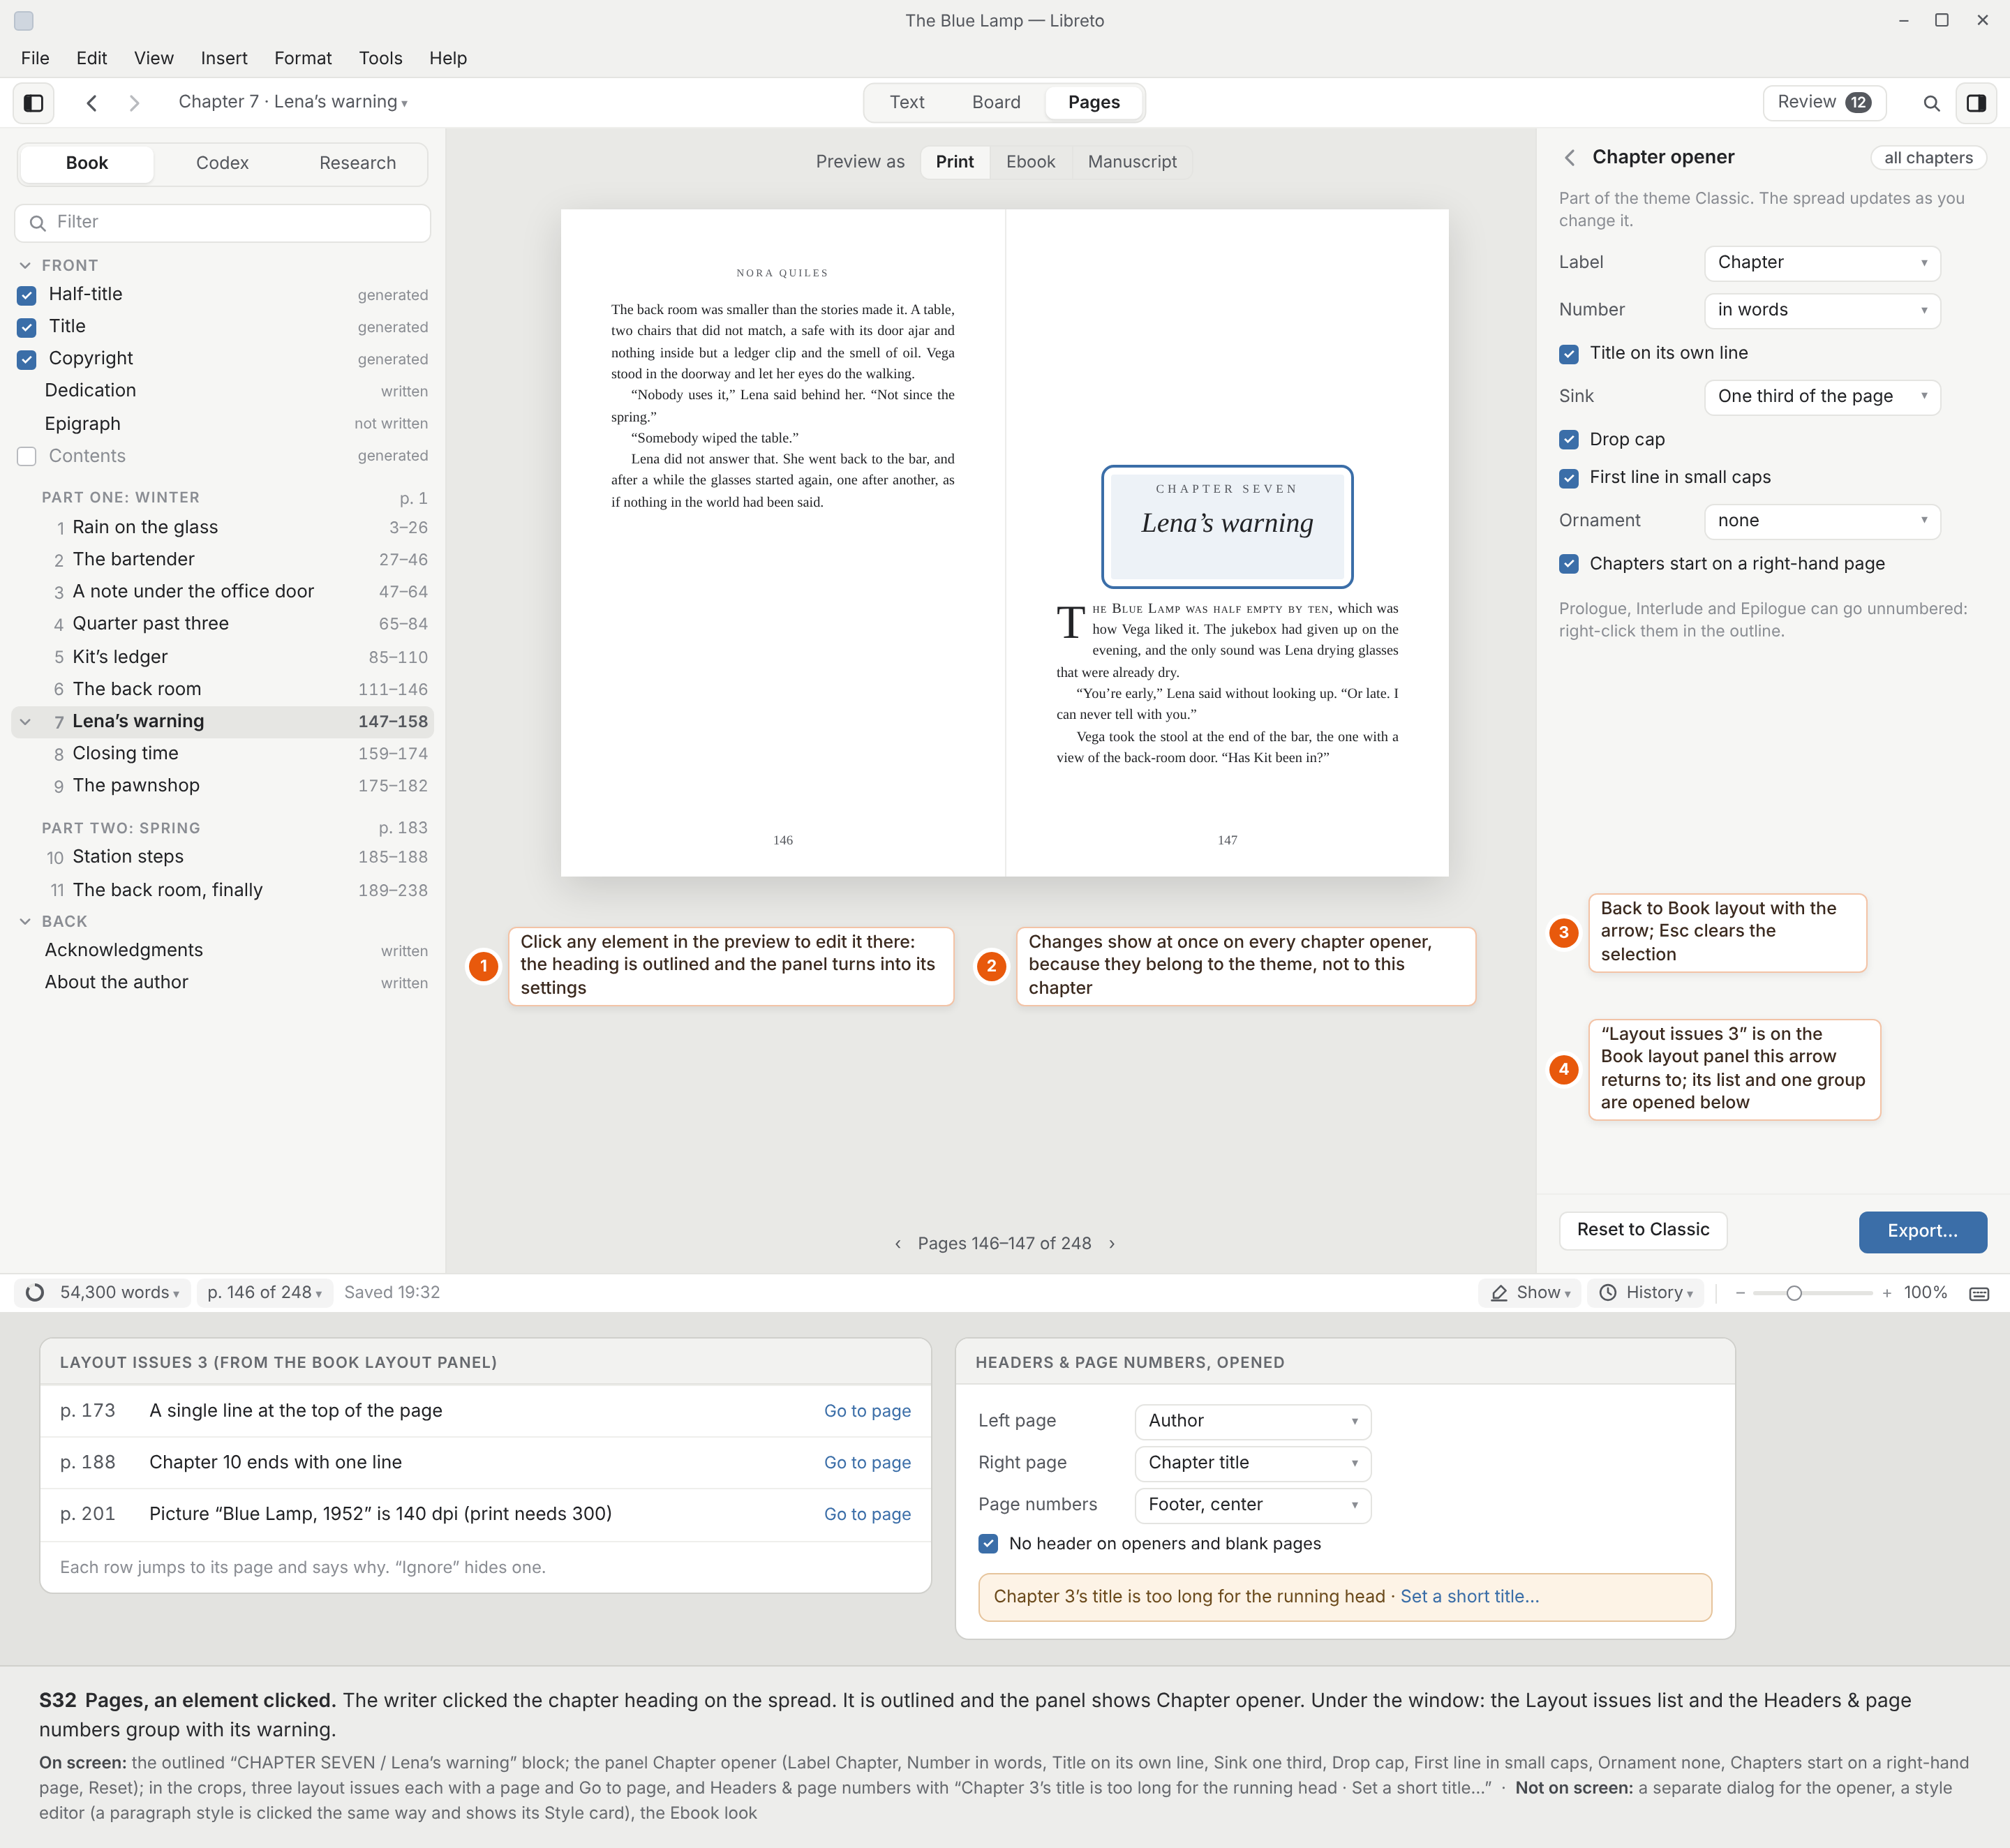 The Blue Lamp — Libreto
File Edit View Insert Format Tools Help
Chapter 7 · Lena’s warning
Text Board Pages
Review 12
Book Codex Research
Filter
FRONT
Half-title generated
Title generated
Copyright generated
Dedication written
Epigraph not written
Contents generated
PART ONE: WINTER p. 1
1 Rain on the glass 3–26
2 The bartender 27–46
3 A note under the office door 47–64
4 Quarter past three 65–84
5 Kit’s ledger 85–110
6 The back room 111–146
7 Lena’s warning 147–158
8 Closing time 159–174
9 The pawnshop 175–182
PART TWO: SPRING p. 183
10 Station steps 185–188
11 The back room, finally 189–238
BACK
Acknowledgments written
About the author written
Preview as Print Ebook Manuscript
NORA QUILES
The back room was smaller than the stories made it. A table,
two chairs that did not match, a safe with its door ajar and
nothing inside but a ledger clip and the smell of oil. Vega
stood in the doorway and let her eyes do the walking.
“Nobody uses it,” Lena said behind her. “Not since the
spring.”
“Somebody wiped the table.”
Lena did not answer that. She went back to the bar, and
after a while the glasses started again, one after another, as
if nothing in the world had been said.
146
CHAPTER SEVEN
Lena’s warning
THE BLUE LAMP WAS HALF EMPTY BY TEN, which was
how Vega liked it. The jukebox had given up on the
evening, and the only sound was Lena drying glasses
that were already dry.
“You’re early,” Lena said without looking up. “Or late. I
can never tell with you.”
Vega took the stool at the end of the bar, the one with a
view of the back-room door. “Has Kit been in?”
147
1 Click any element in the preview to edit it there:
the heading is outlined and the panel turns into its
settings
2 Changes show at once on every chapter opener,
because they belong to the theme, not to this
chapter
‹ Pages 146–147 of 248 ›
Chapter opener all chapters
Part of the theme Classic. The spread updates as you
change it.
Label Chapter
Number in words
Title on its own line
Sink One third of the page
Drop cap
First line in small caps
Ornament none
Chapters start on a right-hand page
Prologue, Interlude and Epilogue can go unnumbered:
right-click them in the outline.
3 Back to Book layout with the
arrow; Esc clears the
selection
4 “Layout issues 3” is on the
Book layout panel this arrow
returns to; its list and one group
are opened below
Reset to Classic Export…
54,300 words p. 146 of 248 Saved 19:32
Show History − + 100%
LAYOUT ISSUES 3 (FROM THE BOOK LAYOUT PANEL)
p. 173 A single line at the top of the page Go to page
p. 188 Chapter 10 ends with one line Go to page
p. 201 Picture “Blue Lamp, 1952” is 140 dpi (print needs 300) Go to page
Each row jumps to its page and says why. “Ignore” hides one.
HEADERS & PAGE NUMBERS, OPENED
Left page Author
Right page Chapter title
Page numbers Footer, center
No header on openers and blank pages
Chapter 3’s title is too long for the running head · Set a short title…
S32 Pages, an element clicked. The writer clicked the chapter heading on the spread. It is outlined and the panel shows Chapter opener. Under the window: the Layout issues list and the Headers & page
numbers group with its warning.
On screen: the outlined “CHAPTER SEVEN / Lena’s warning” block; the panel Chapter opener (Label Chapter, Number in words, Title on its own line, Sink one third, Drop cap, First line in small caps, Ornament none, Chapters start on a right-hand
page, Reset); in the crops, three layout issues each with a page and Go to page, and Headers & page numbers with “Chapter 3’s title is too long for the running head · Set a short title…” · Not on screen: a separate dialog for the opener, a style
editor (a paragraph style is clicked the same way and shows its Style card), the Ebook look